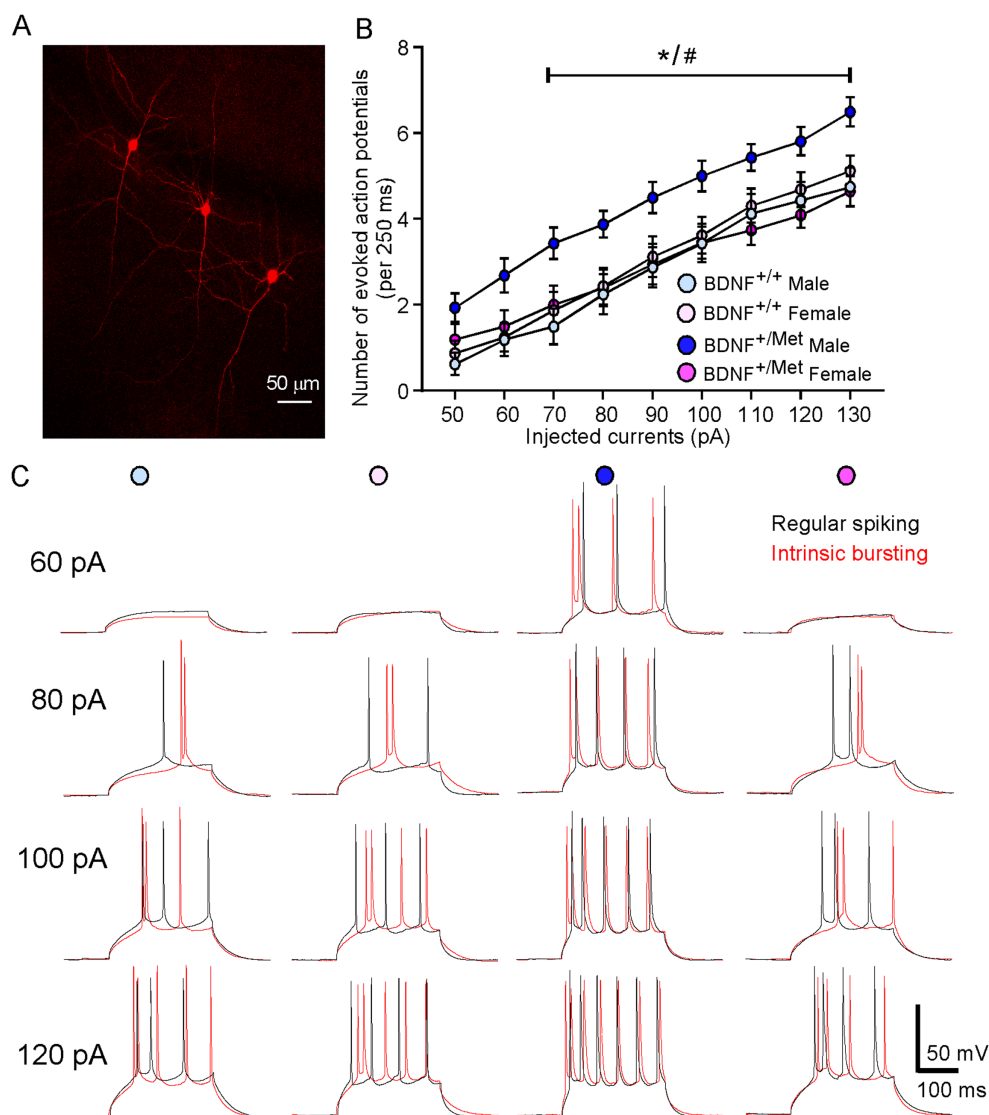 A
50 μm
B
Number of evoked action potentials
(per 250 ms)
8
6
4
2
0
*/#
BDNF+/+ Male
BDNF+/+ Female
BDNF+/Met Male
BDNF+/Met Female
50 60 70 80 90 100 110 120 130
Injected currents (pA)
C
Regular spiking
Intrinsic bursting
60 pA
80 pA
100 pA
120 pA
50 mV
100 ms